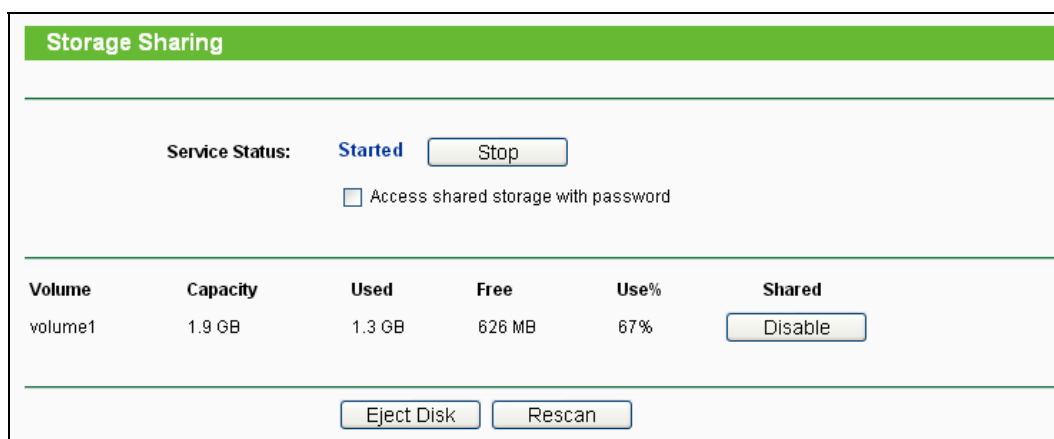 Storage Sharing
Service Status: Started Stop
Access shared storage with password
Volume Capacity Used Free Use% Shared
volume1 1.9 GB 1.3 GB 626 MB 67% Disable
Eject Disk Rescan